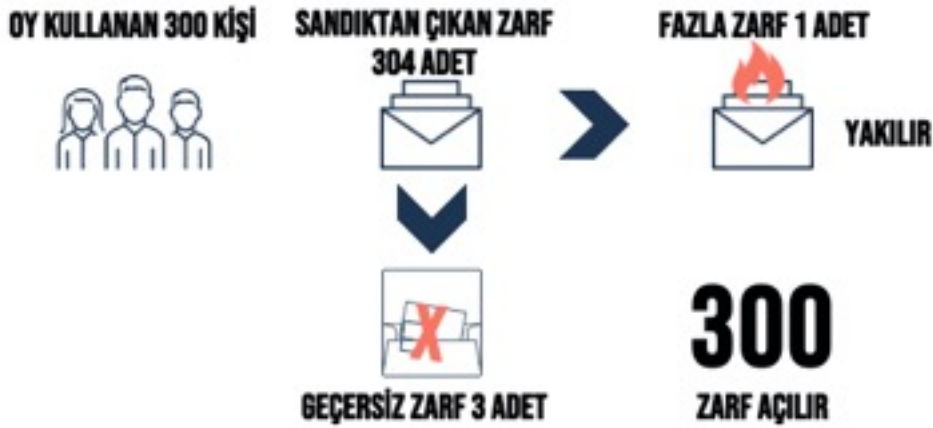 OY KULLANAN 300 KİŞİ
SANDIKTAN ÇIKAN ZARF
304 ADET
FAZLA ZARF 1 ADET
YAKILIR
X
GEÇERSİZ ZARF 3 ADET
300
ZARF AÇILIR